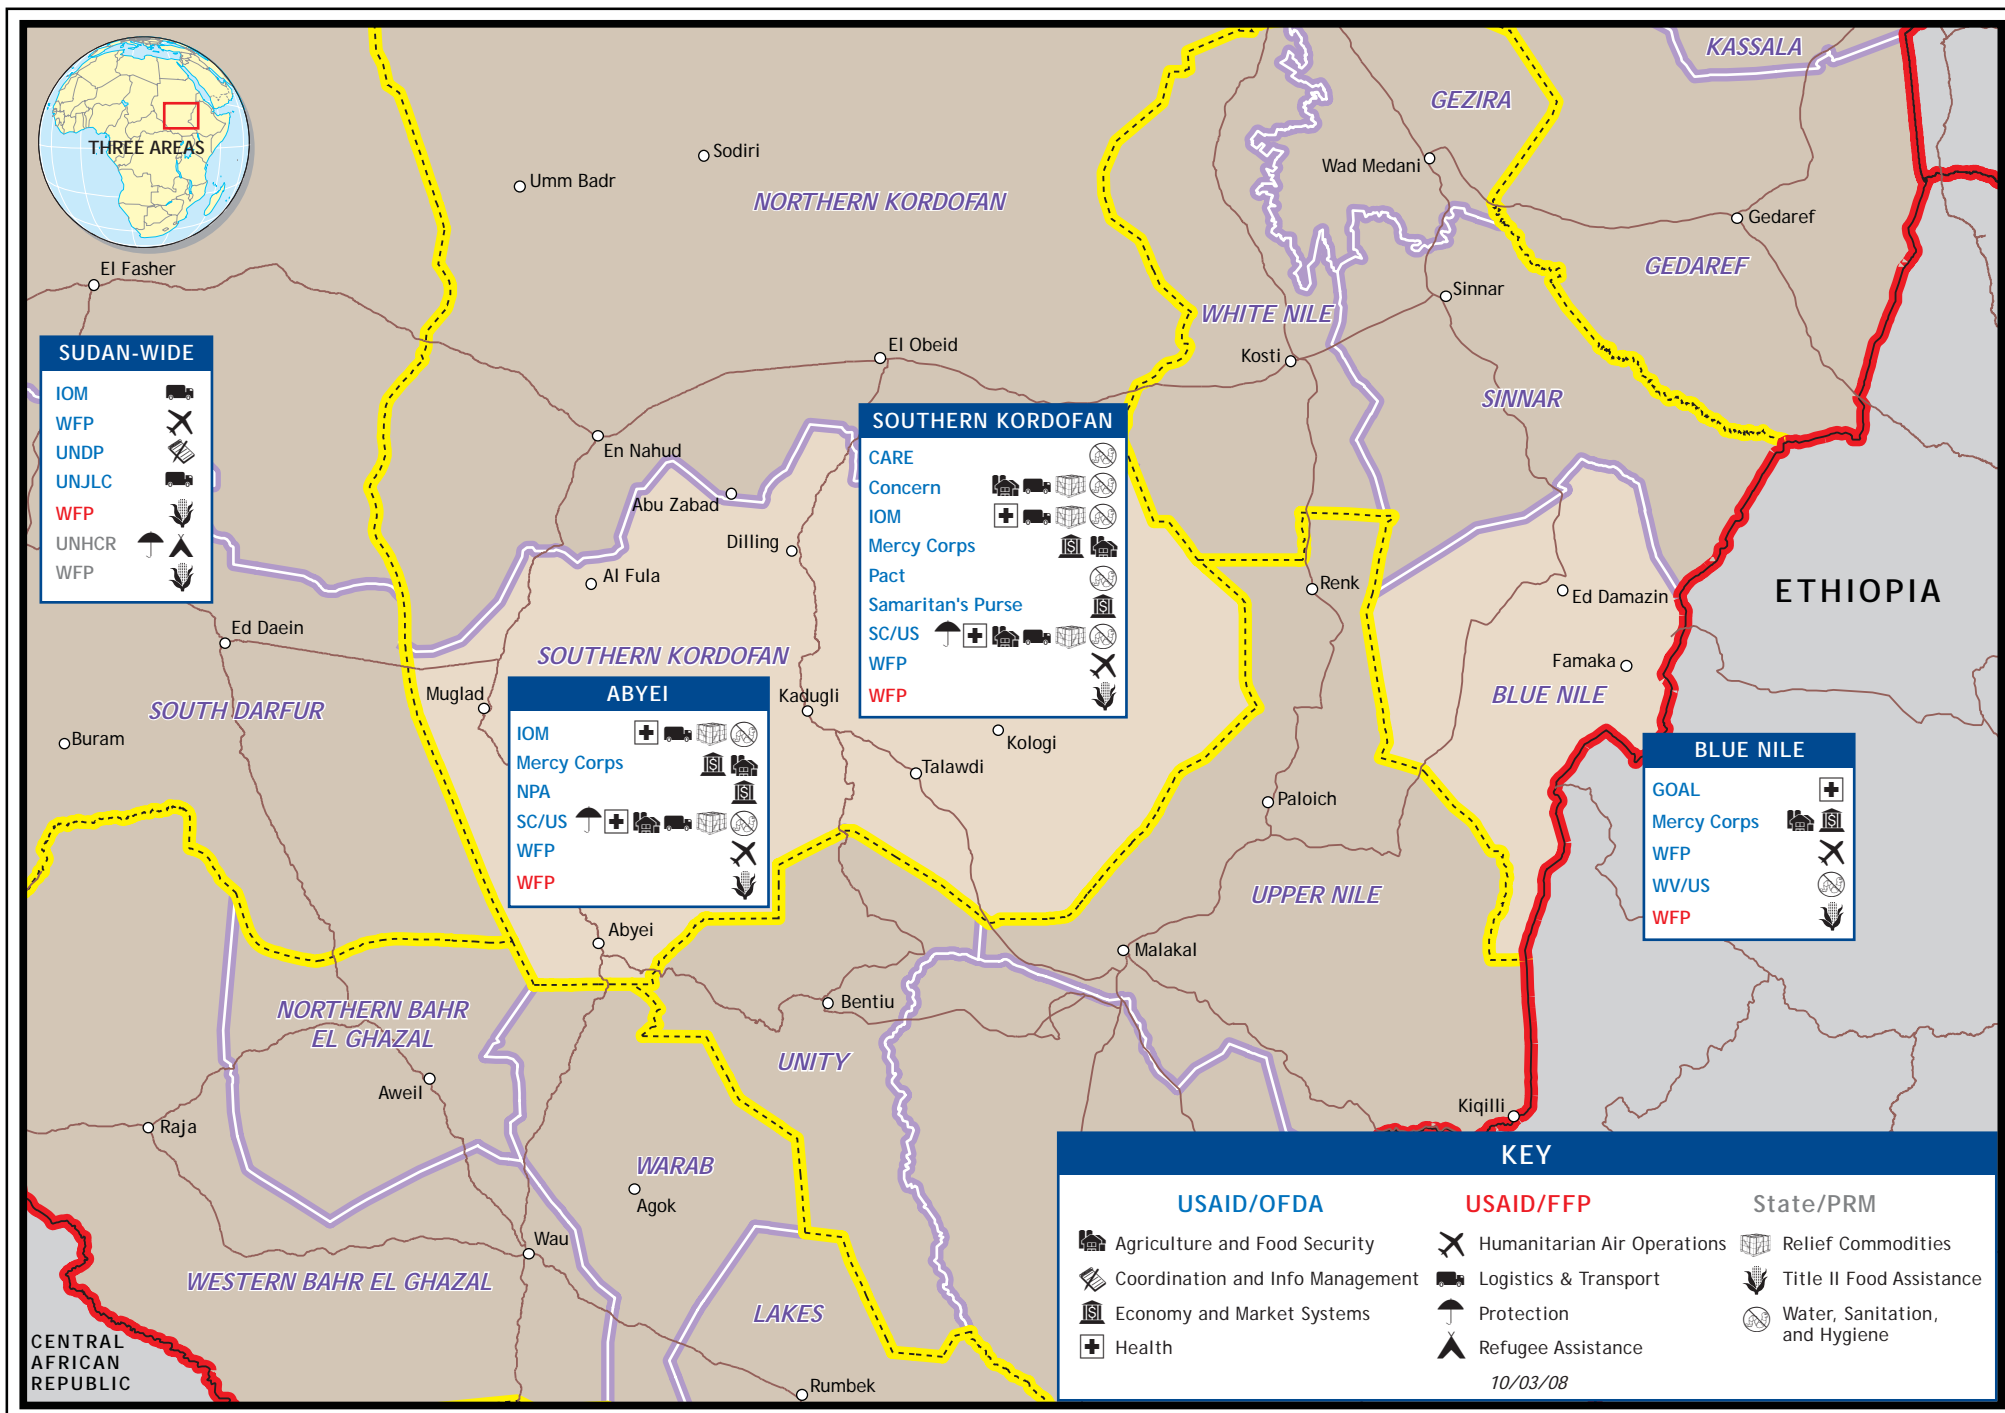 KASSALA
GEZIRA
THREE AREAS
Sodiri
Umm Badr
Wad Medani
NORTHERN KORDOFAN
Gedaref
El Fasher
GEDAREF
Sinnar
WHITE NILE
El Obeid
Kosti
SINNAR
En Nahud
Abu Zabad
Dilling
Al Fula
Renk
Ed Damazin
ETHIOPIA
Ed Daein
SOUTHERN KORDOFAN
Famaka
Muglad
Kadugli
BLUE NILE
SOUTH DARFUR
Buram
Kologi
Talawdi
Paloich
UPPER NILE
Abyei
Malakal
Bentiu
NORTHERN BAHR
EL GHAZAL
UNITY
Aweil
Kiqilli
Raja
WARAB
Agok
Wau
WESTERN BAHR EL GHAZAL
LAKES
CENTRAL
AFRICAN
REPUBLIC
Rumbek
SUDAN-WIDE
IOM
WFP
UNDP
UNJLC
WFP
UNHCR
WFP
SOUTHERN KORDOFAN
CARE
Concern
IOM
Mercy Corps
Pact
Samaritan's Purse
SC/US
WFP
WFP
ABYEI
IOM
Mercy Corps
NPA
SC/US
WFP
WFP
BLUE NILE
GOAL
Mercy Corps
WFP
WV/US
WFP
KEY
USAID/OFDA
USAID/FFP
State/PRM
Agriculture and Food Security
Coordination and Info Management
Economy and Market Systems
Health
Humanitarian Air Operations
Logistics & Transport
Protection
Refugee Assistance
Relief Commodities
Title II Food Assistance
Water, Sanitation,
and Hygiene
10/03/08